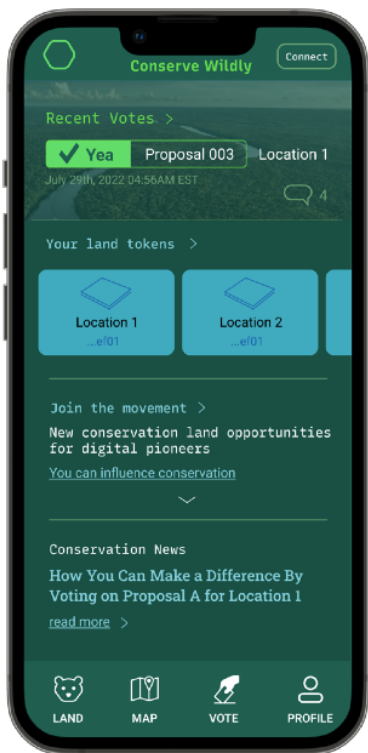 Conserve Wildly
Connect
Recent Votes >
Yea Proposal 003 Location 1
July 29th, 2022 04:56AM EST
4
Your land tokens >
Location 1
...ef01
Location 2
...ef01
Join the movement >
New conservation land opportunities
for digital pioneers
You can influence conservation
Conservation News
How You Can Make a Difference By
Voting on Proposal A for Location 1
read more >
LAND
MAP
VOTE
PROFILE